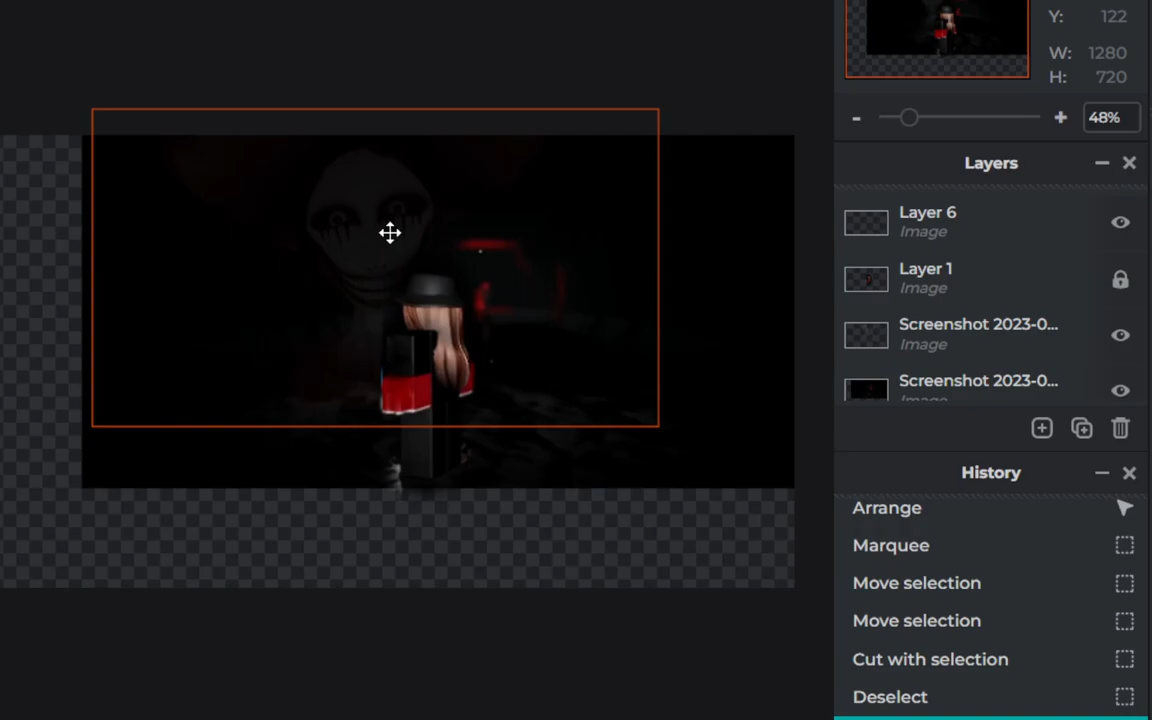 Y: 122
W: 1280
H: 720
- + 48%
Layers
Layer 6
Image
Layer 1
Image
Screenshot 2023-0...
Image
Screenshot 2023-0...
Image
History
Arrange
Marquee
Move selection
Move selection
Cut with selection
Deselect